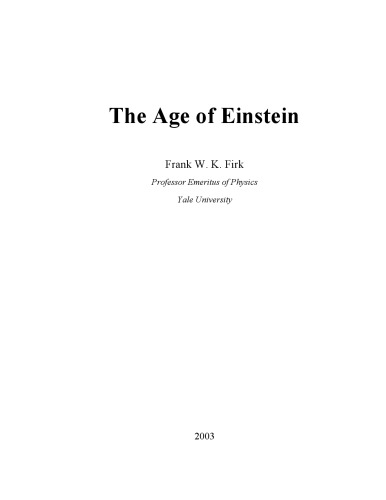 The Age of Einstein
Frank W. K. Firk
Professor Emeritus of Physics
Yale University
2003